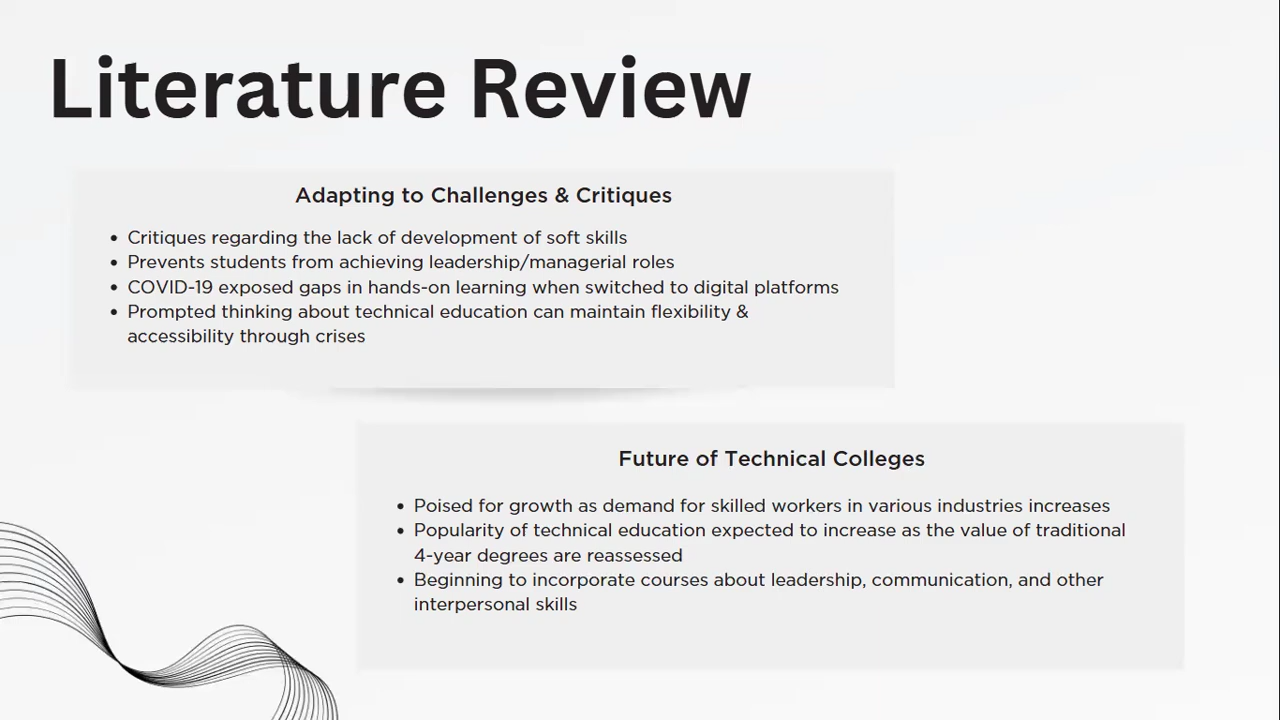 Literature Review
Adapting to Challenges & Critiques
• Critiques regarding the lack of development of soft skills
• Prevents students from achieving leadership/managerial roles
• COVID-19 exposed gaps in hands-on learning when switched to digital platforms
• Prompted thinking about technical education can maintain flexibility &
accessibility through crises
Future of Technical Colleges
• Poised for growth as demand for skilled workers in various industries increases
• Popularity of technical education expected to increase as the value of traditional
4-year degrees are reassessed
• Beginning to incorporate courses about leadership, communication, and other
interpersonal skills